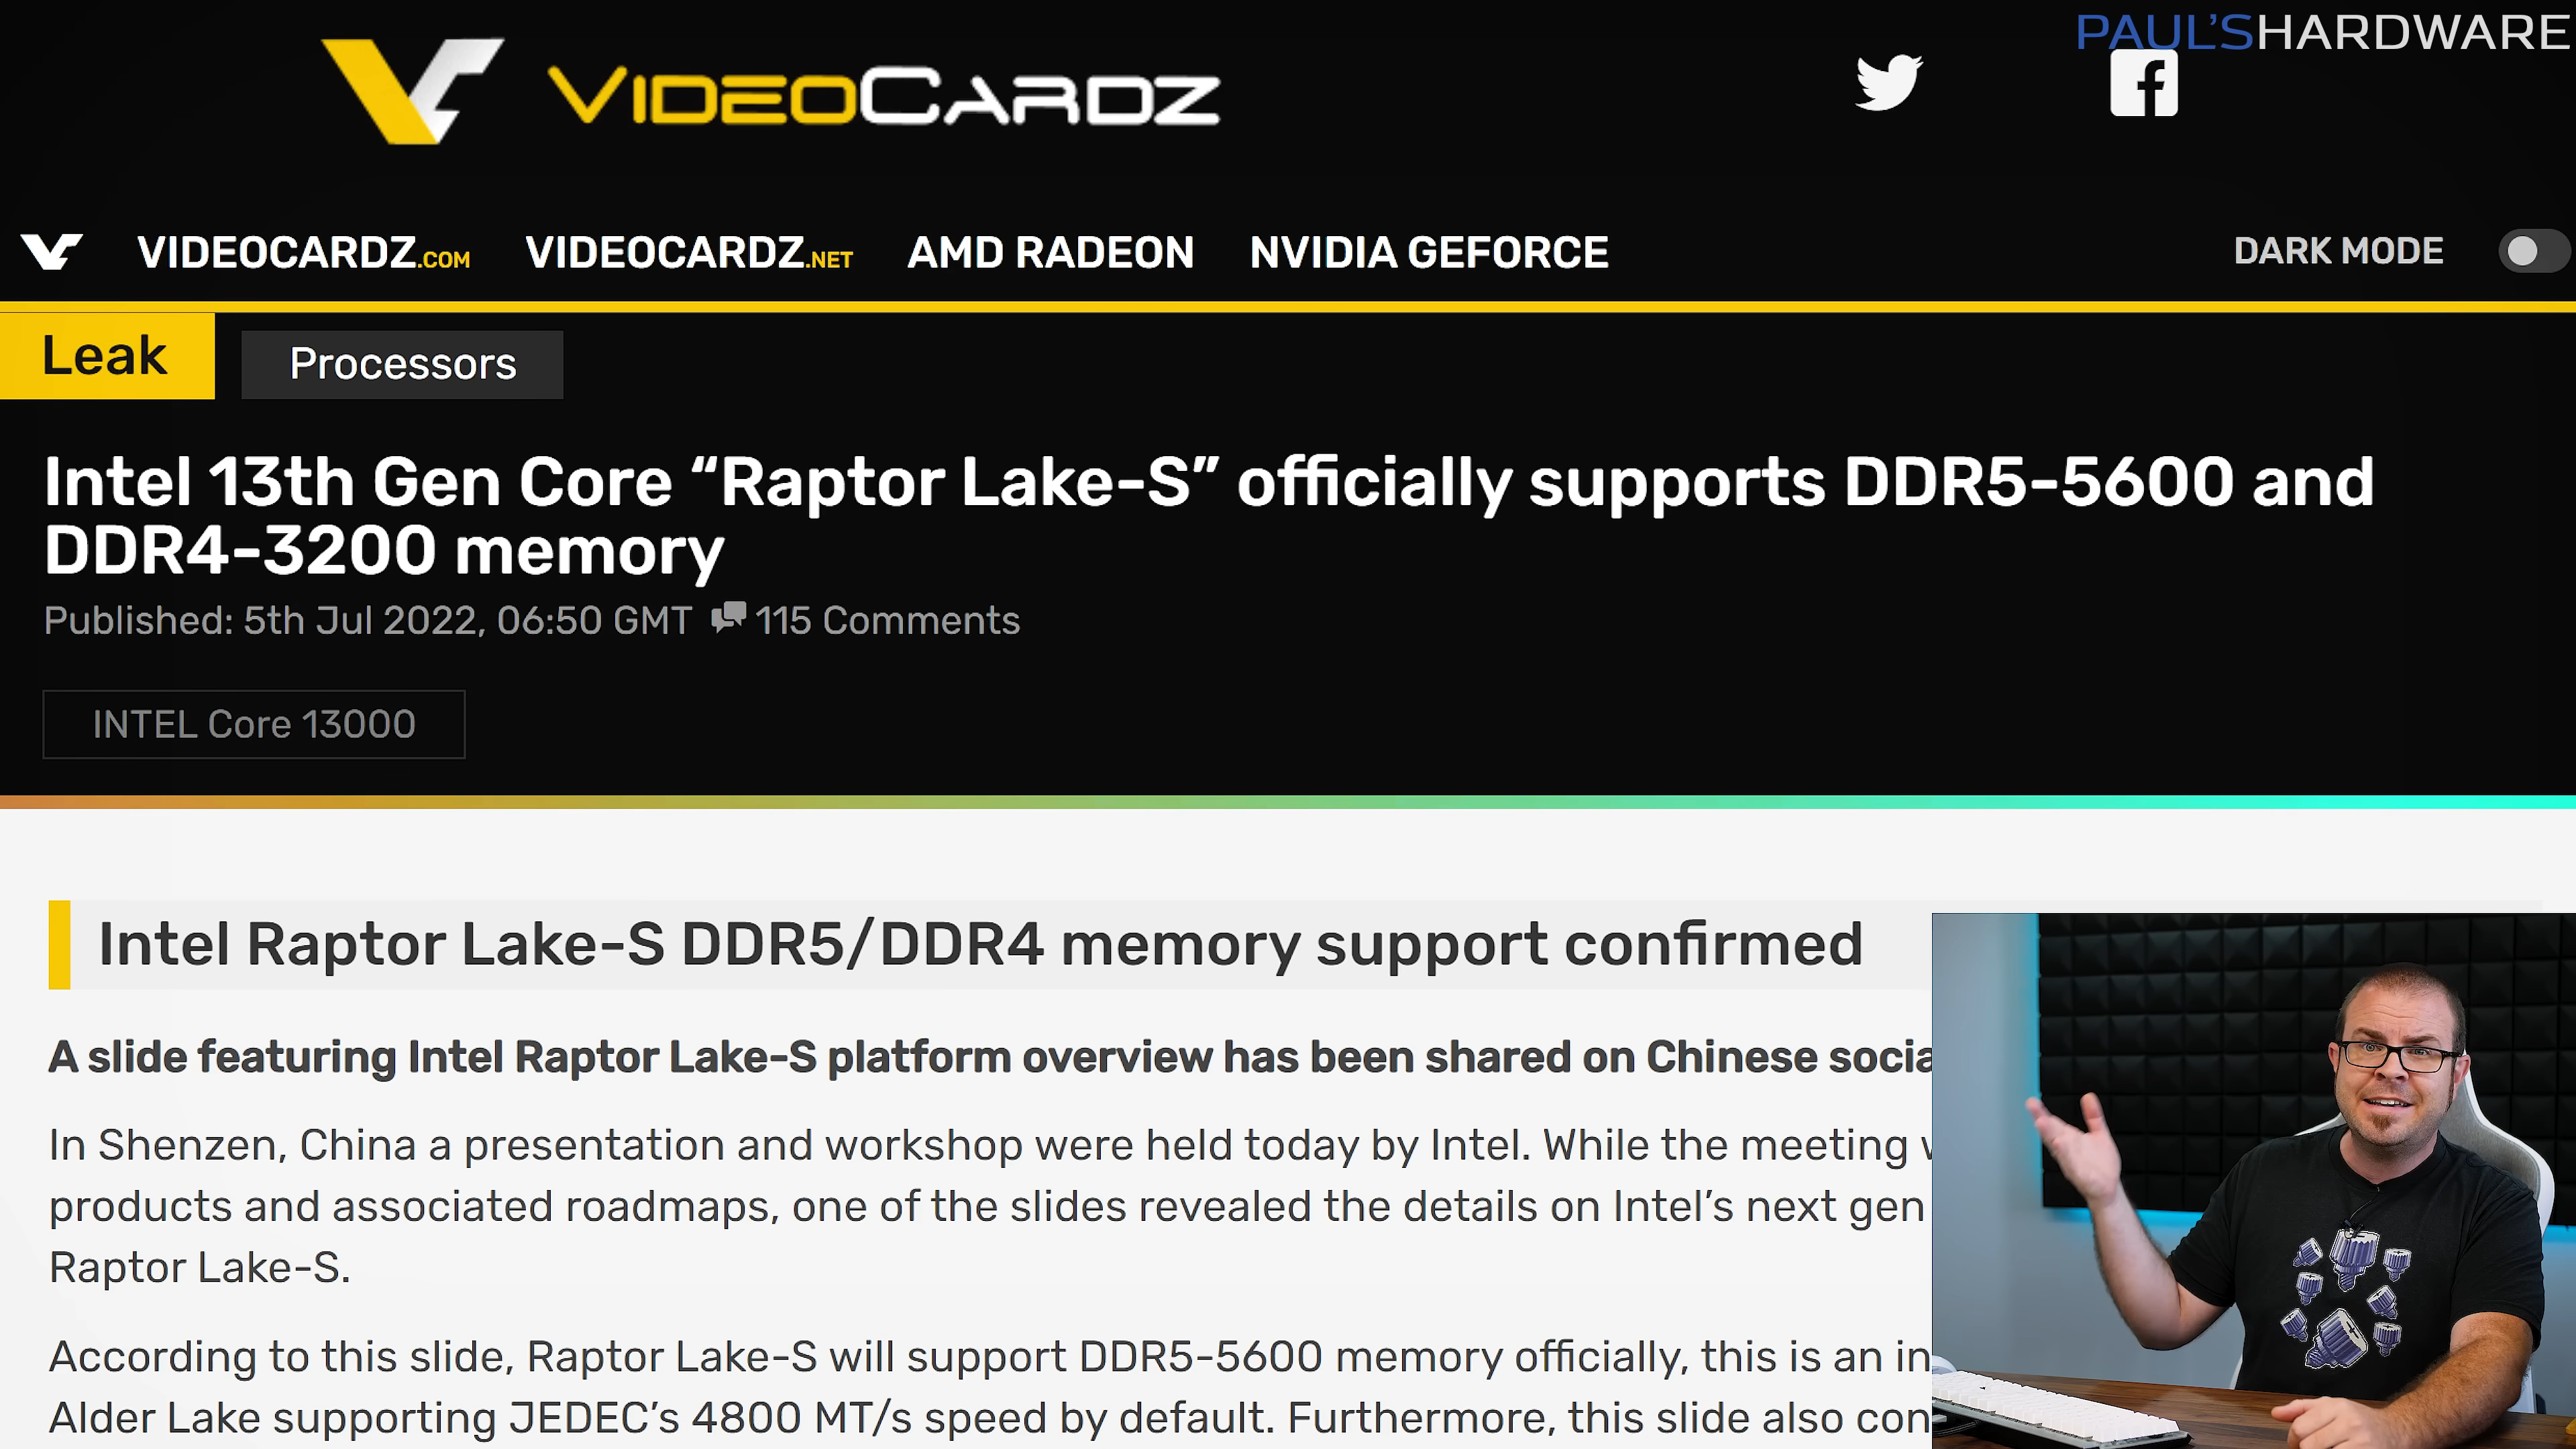 PAUL'SHARDWARE
VIDEOCARDZ
VIDEOCARDZ.COM VIDEOCARDZ.NET AMD RADEON NVIDIA GEFORCE DARK MODE
Leak Processors
Intel 13th Gen Core “Raptor Lake-S” officially supports DDR5-5600 and
DDR4-3200 memory
Published: 5th Jul 2022, 06:50 GMT 115 Comments
INTEL Core 13000
Intel Raptor Lake-S DDR5/DDR4 memory support confirmed
A slide featuring Intel Raptor Lake-S platform overview has been shared on Chinese socia
In Shenzen, China a presentation and workshop were held today by Intel. While the meeting
products and associated roadmaps, one of the slides revealed the details on Intel’s next gen
Raptor Lake-S.
According to this slide, Raptor Lake-S will support DDR5-5600 memory officially, this is an in
Alder Lake supporting JEDEC’s 4800 MT/s speed by default. Furthermore, this slide also con